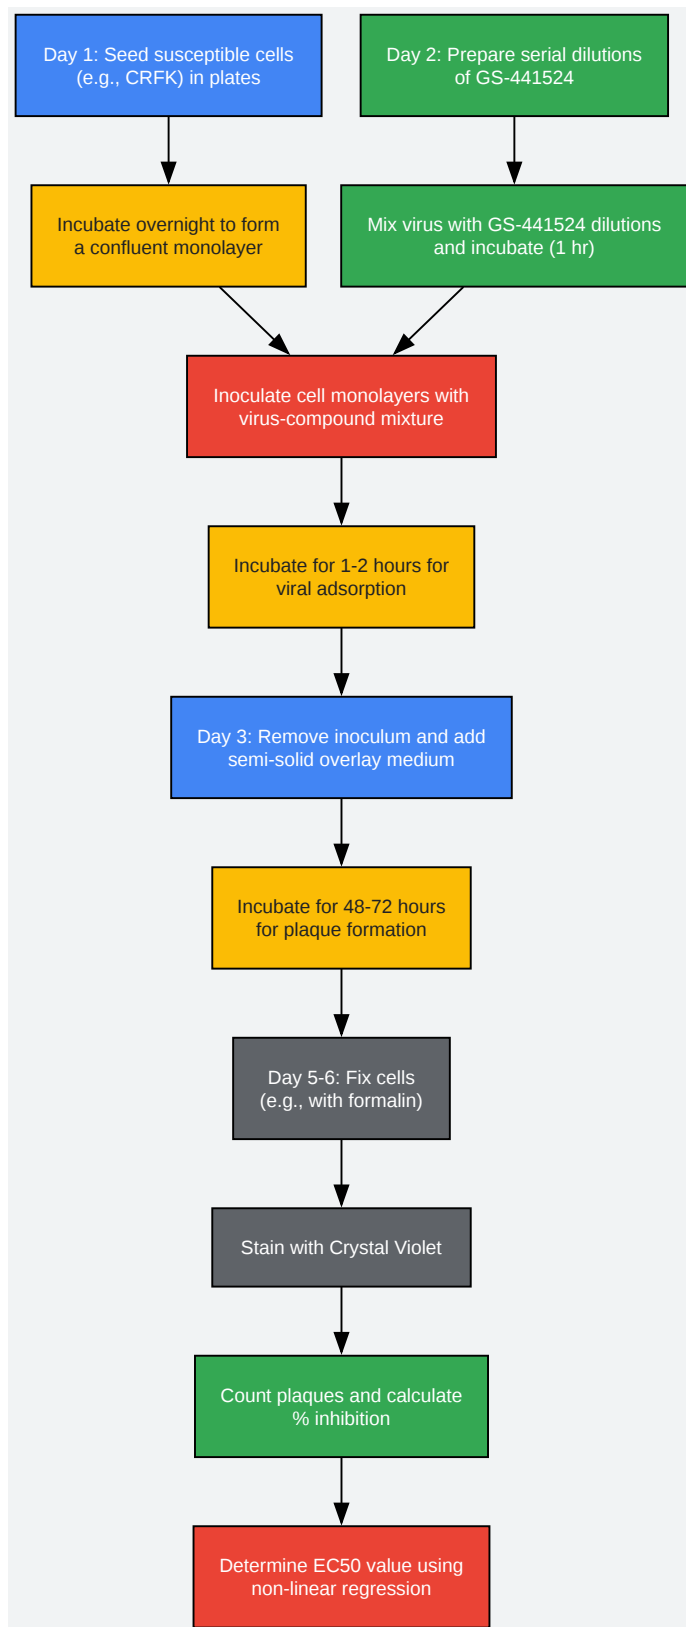 Day 1: Seed susceptible cells
(e.g., CRFK) in plates
Day 2: Prepare serial dilutions
of GS-441524
Incubate overnight to form
a confluent monolayer
Mix virus with GS-441524 dilutions
and incubate (1 hr)
Inoculate cell monolayers with
virus-compound mixture
Incubate for 1-2 hours for
viral adsorption
Day 3: Remove inoculum and add
semi-solid overlay medium
Incubate for 48-72 hours
for plaque formation
Day 5-6: Fix cells
(e.g., with formalin)
Stain with Crystal Violet
Count plaques and calculate
% inhibition
Determine EC50 value using
non-linear regression